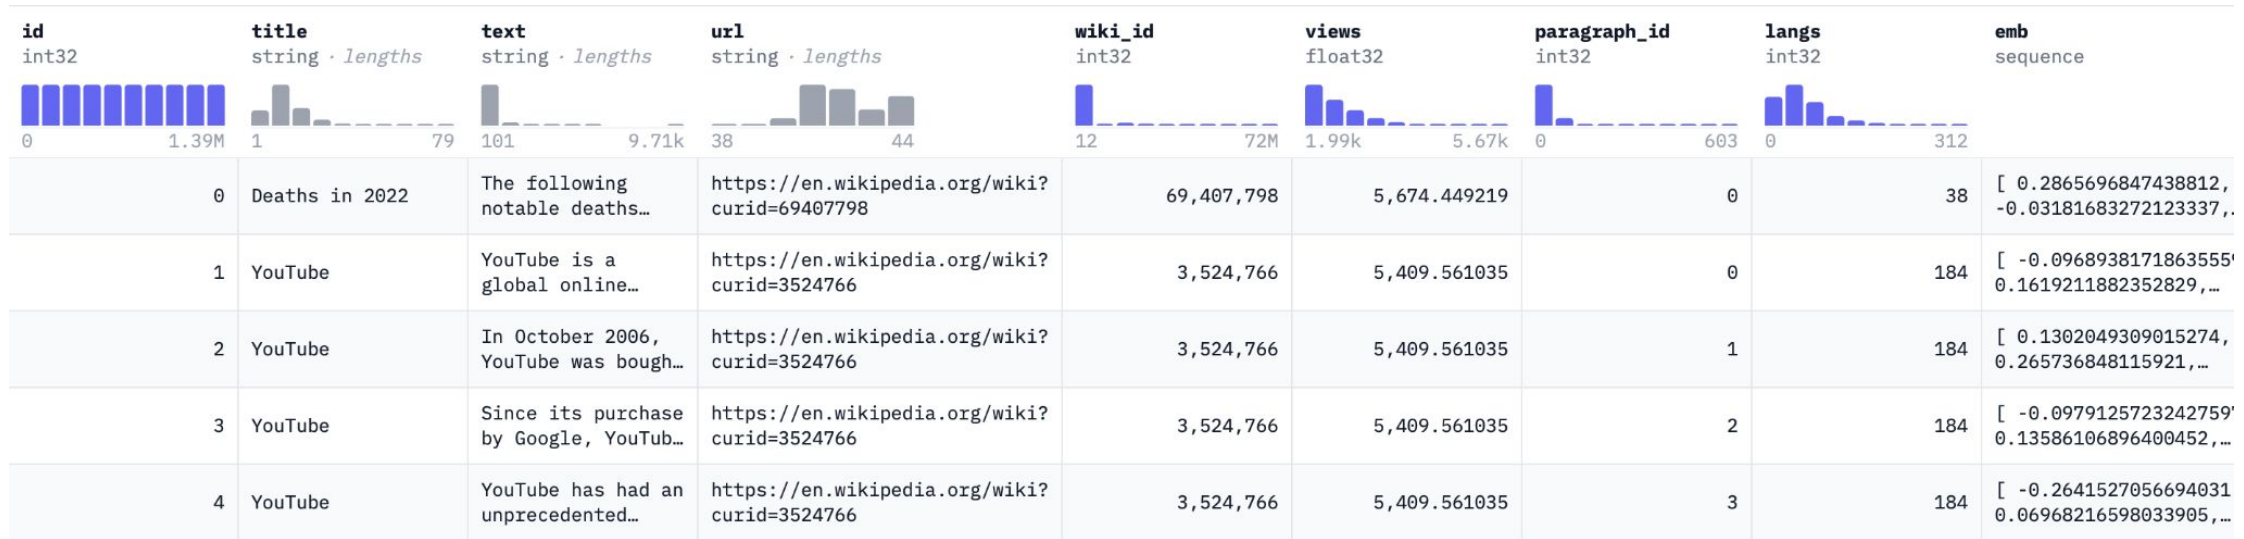 id title text url wiki_id views paragraph_id langs emb
int32 string · lengths string · lengths string · lengths int32 float32 int32 int32 sequence
0 1.39M 1 79 101 9.71k 38 44 12 72M 1.99k 5.67k 0 603 0 312
The following https://en.wikipedia.org/wiki? [ 0.2865696847438812,
0 Deaths in 2022 69,407,798 5,674.449219 0 38
notable deaths… curid=69407798 -0.03181683272123337,
YouTube is a https://en.wikipedia.org/wiki? [ -0.096893817186355
1 YouTube 3,524,766 5,409.561035 0 184
global online… curid=3524766 0.1619211882352829,…
In October 2006, https://en.wikipedia.org/wiki? [ 0.1302049309015274,
2 YouTube 3,524,766 5,409.561035 1 184
YouTube was bough… curid=3524766 0.265736848115921,…
Since its purchase https://en.wikipedia.org/wiki? [ -0.0979125723242759
3 YouTube 3,524,766 5,409.561035 2 184
by Google, YouTub… curid=3524766 0.13586106896400452,…
YouTube has had an https://en.wikipedia.org/wiki? [ -0.2641527056694031
4 YouTube 3,524,766 5,409.561035 3 184
unprecedented… curid=3524766 0.06968216598033905,…